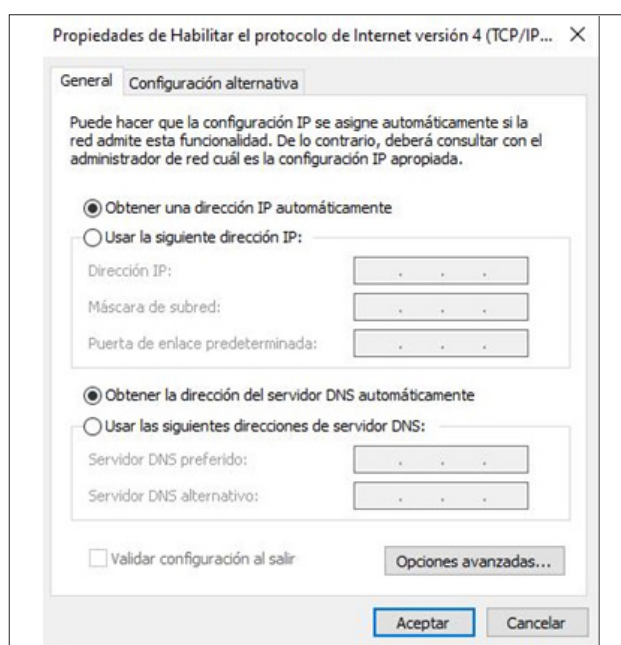 Propiedades de Habilitar el protocolo de Internet versión 4 (TCP/IP...
General
Configuración alternativa
Puede hacer que la configuración IP se asigne automáticamente si la
red admite esta funcionalidad. De lo contrario, deberá consultar con el
administrador de red cuál es la configuración IP apropiada.
Obtener una dirección IP automáticamente
Usar la siguiente dirección IP:
Dirección IP:
Máscara de subred:
Puerta de enlace predeterminada:
Obtener la dirección del servidor DNS automáticamente
Usar las siguientes direcciones de servidor DNS:
Servidor DNS preferido:
Servidor DNS alternativo:
Validar configuración al salir
Opciones avanzadas...
Aceptar
Cancelar